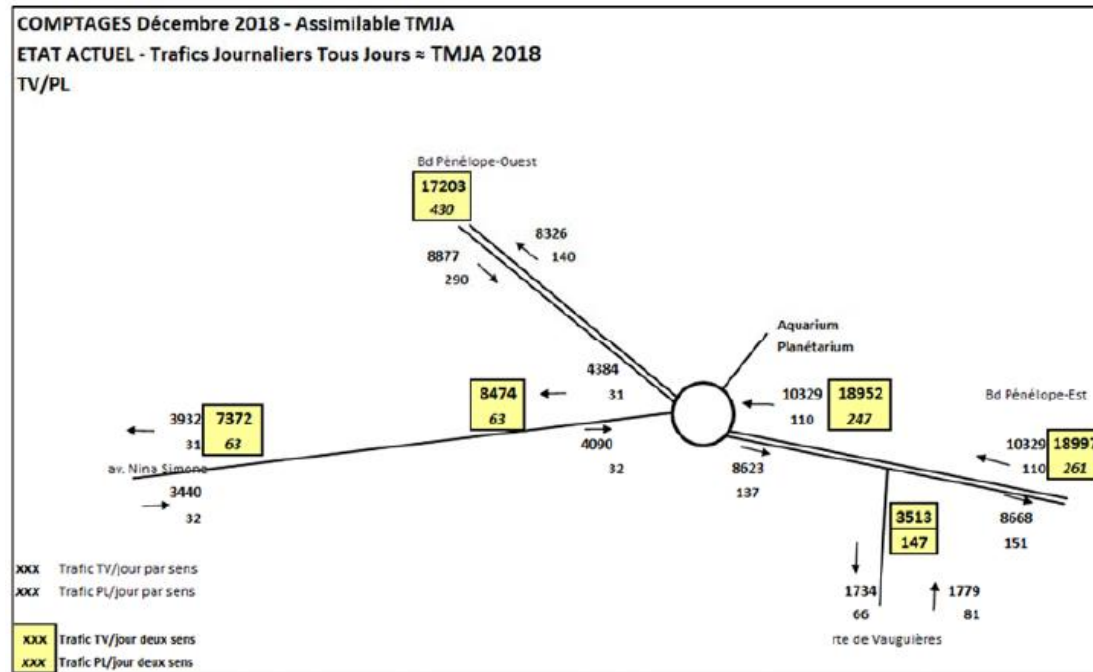 COMPTAGES Décembre 2018 - Assimilable TMJA
ETAT ACTUEL - Trafics Journaliers Tous Jours ≈ TMJA 2018
TV/PL
Bd Pénélope-Ouest
17203
430
8326
140
8877
290
Aquarium
Planétarium
4384
31
8474
63
10329
110
18952
247
Bd Pénélope-Est
3932
31
7372
63
4090
32
10329
110
18997
261
av. Nina Simone
3440
32
8623
137
3513
147
8668
151
1734
66
1779
81
rte de Vauguières
xxx Trafic TV/jour par sens
xxx Trafic PL/jour par sens
xxx Trafic TV/jour deux sens
xxx Trafic PL/jour deux sens